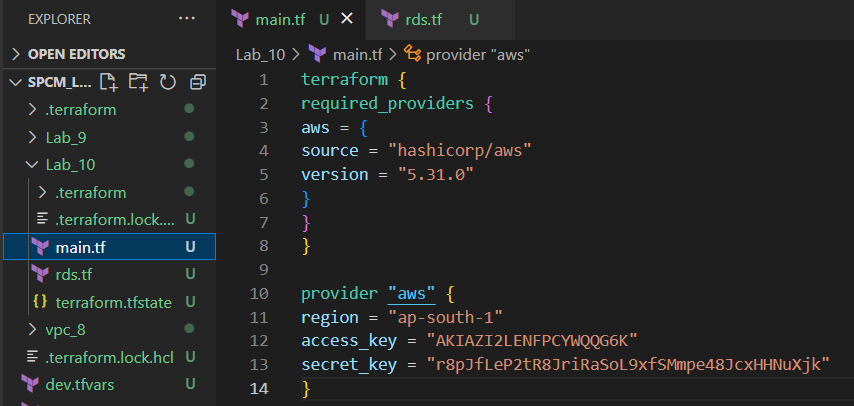 EXPLORER
...
main.tf U
rds.tf U
OPEN EDITORS
SPCM_L...
.terraform
Lab_9
Lab_10
.terraform
.terraform.lock.... U
main.tf U
rds.tf U
terraform.tfstate U
vpc_8
.terraform.lock.hcl U
dev.tfvars U
Lab_10 > main.tf > provider "aws"
1 terraform {
2 required_providers {
3 aws = {
4 source = "hashicorp/aws"
5 version = "5.31.0"
6 }
7 }
8 }
9
10 provider "aws" {
11 region = "ap-south-1"
12 access_key = "AKIAZI2LENFPCYWQQG6K"
13 secret_key = "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"
14 }